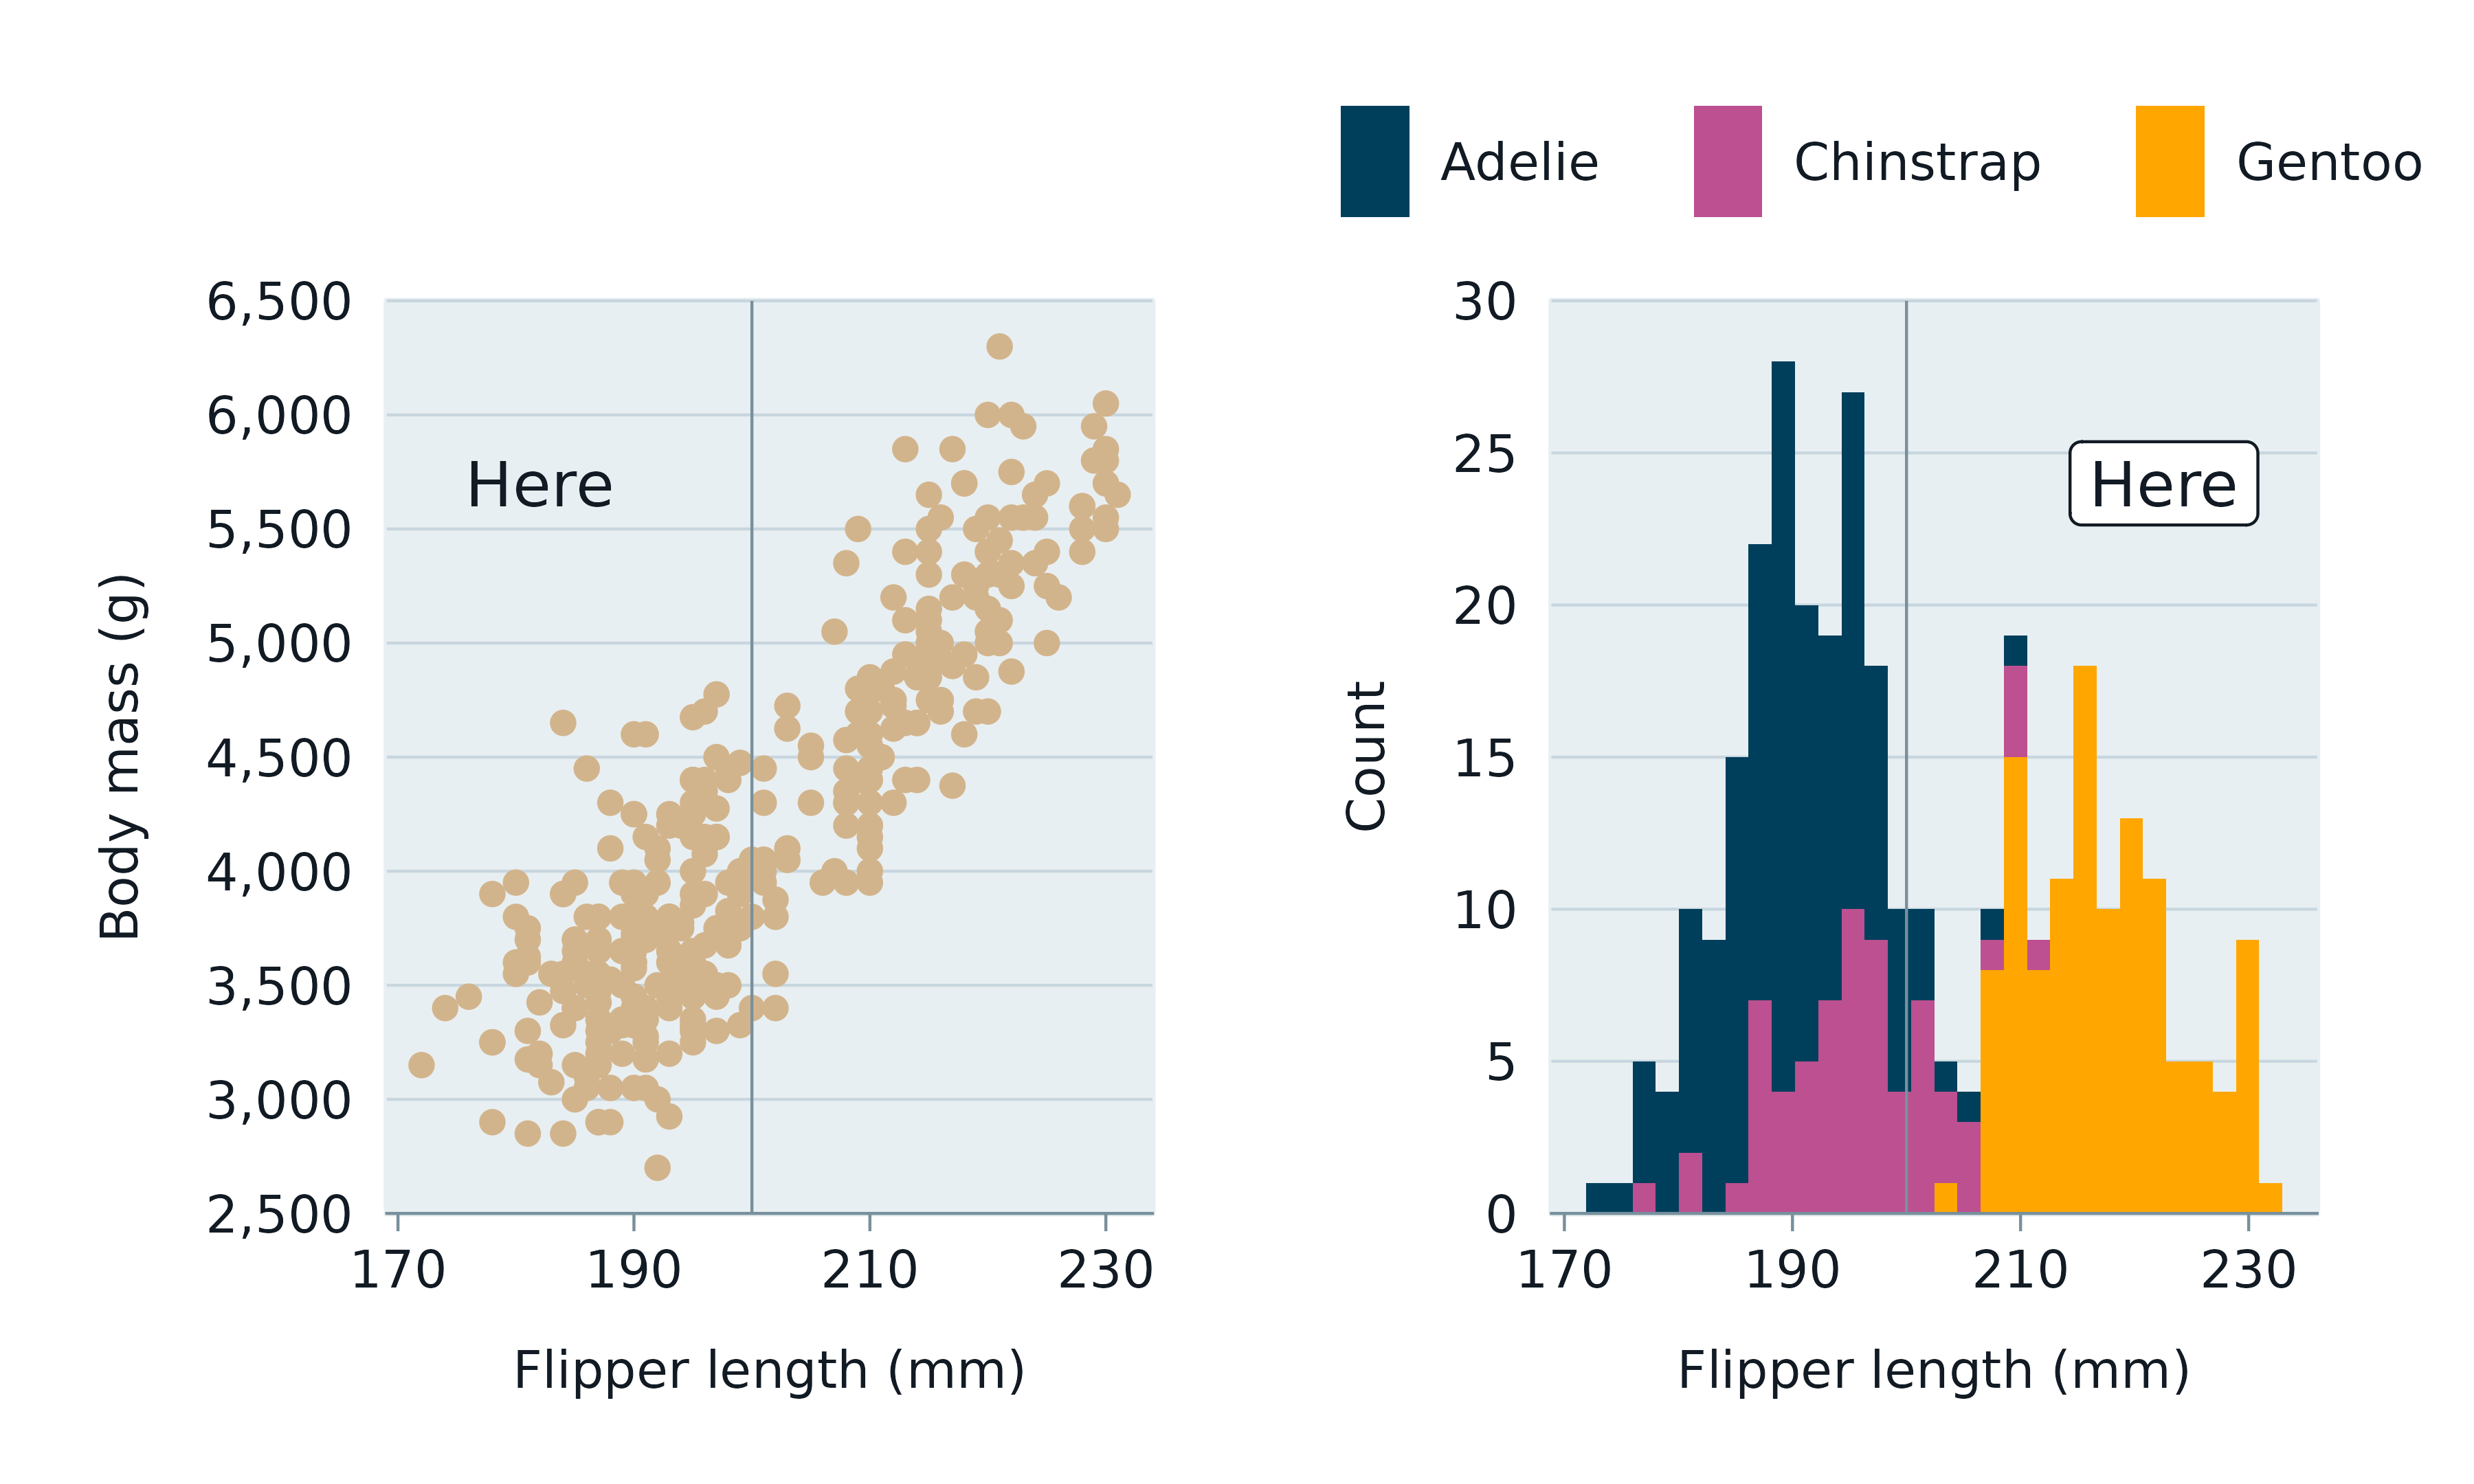 Adelie
Chinstrap
Gentoo
6,500
6,000
5,500
5,000
4,500
4,000
3,500
3,000
2,500
Body mass (g)
Here
170 190 210 230
Flipper length (mm)
30
25
20
15
10
5
0
Count
Here
170 190 210 230
Flipper length (mm)